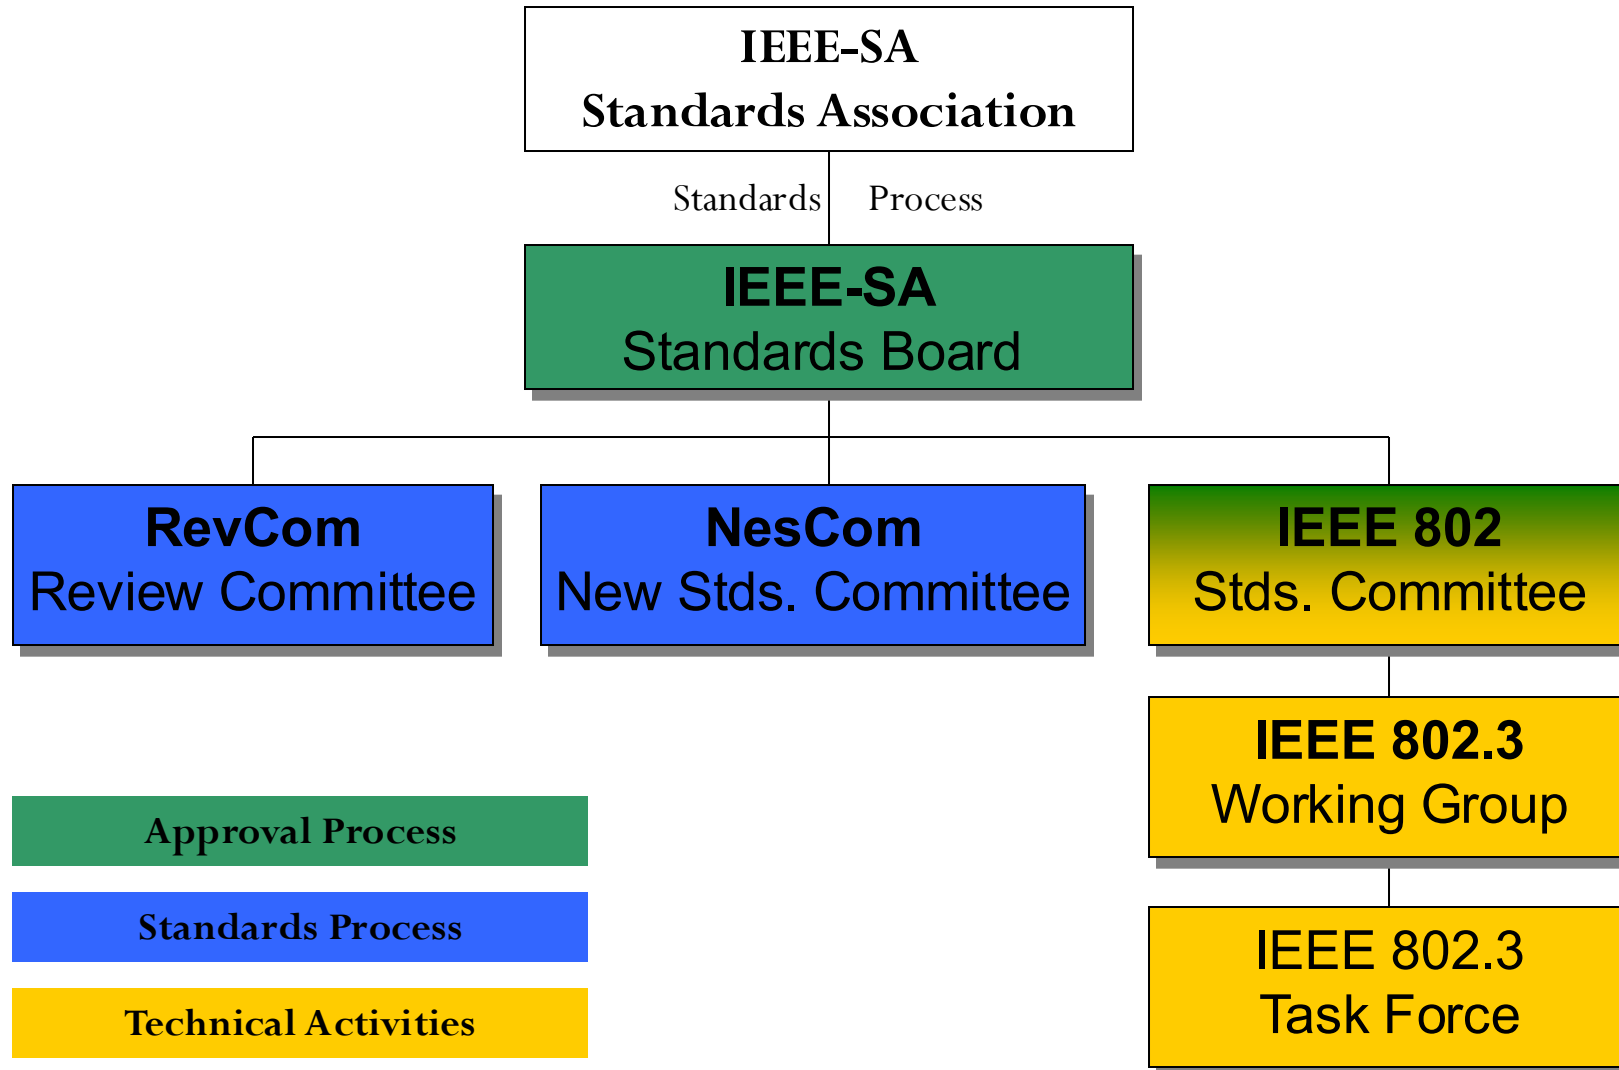 IEEE-SA
Standards Association
Standards Process
IEEE-SA
Standards Board
RevCom
Review Committee
NesCom
New Stds. Committee
IEEE 802
Stds. Committee
IEEE 802.3
Working Group
IEEE 802.3
Task Force
Approval Process
Standards Process
Technical Activities